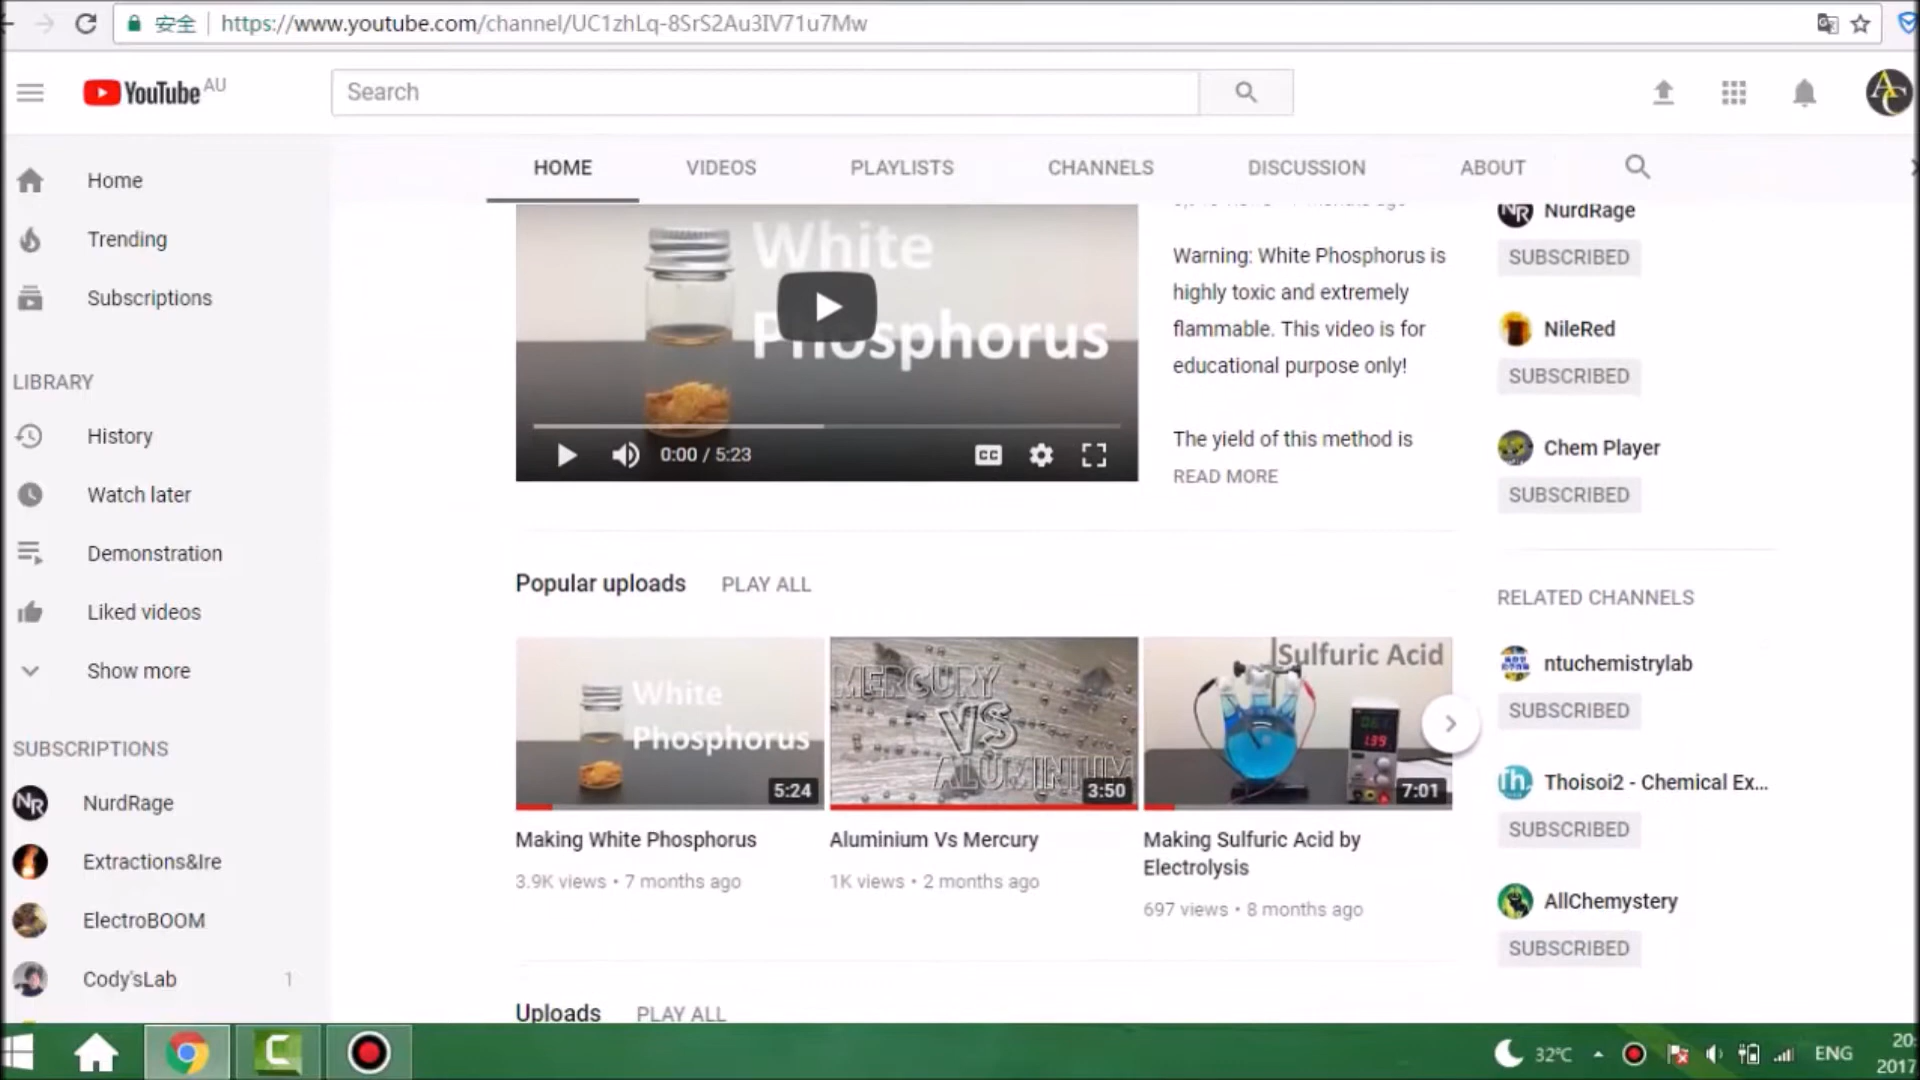 安全 https://www.youtube.com/channel/UC1zhLq-8SrS2Au3IV71u7Mw
YouTube AU
Search
Home
Trending
Subscriptions
LIBRARY
History
Watch later
Demonstration
Liked videos
Show more
SUBSCRIPTIONS
NurdRage
Extractions&Ire
ElectroBOOM
Cody'sLab 1
HOME VIDEOS PLAYLISTS CHANNELS DISCUSSION ABOUT
White
Phosphorus
0:00 / 5:23
CC
Warning: White Phosphorus is
highly toxic and extremely
flammable. This video is for
educational purpose only!
The yield of this method is
READ MORE
Popular uploads PLAY ALL
White
Phosphorus
5:24
Making White Phosphorus
3.9K views • 7 months ago
MERCURY
VS
ALUMINIUM
3:50
Aluminium Vs Mercury
1K views • 2 months ago
Sulfuric Acid
1.39
7:01
Making Sulfuric Acid by
Electrolysis
697 views • 8 months ago
Uploads PLAY ALL
NR NurdRage
SUBSCRIBED
NileRed
SUBSCRIBED
Chem Player
SUBSCRIBED
RELATED CHANNELS
ntuchemistrylab
SUBSCRIBED
Th. Thoisoi2 - Chemical Ex...
SUBSCRIBED
AllChemystery
SUBSCRIBED
32℃
ENG
20
2017